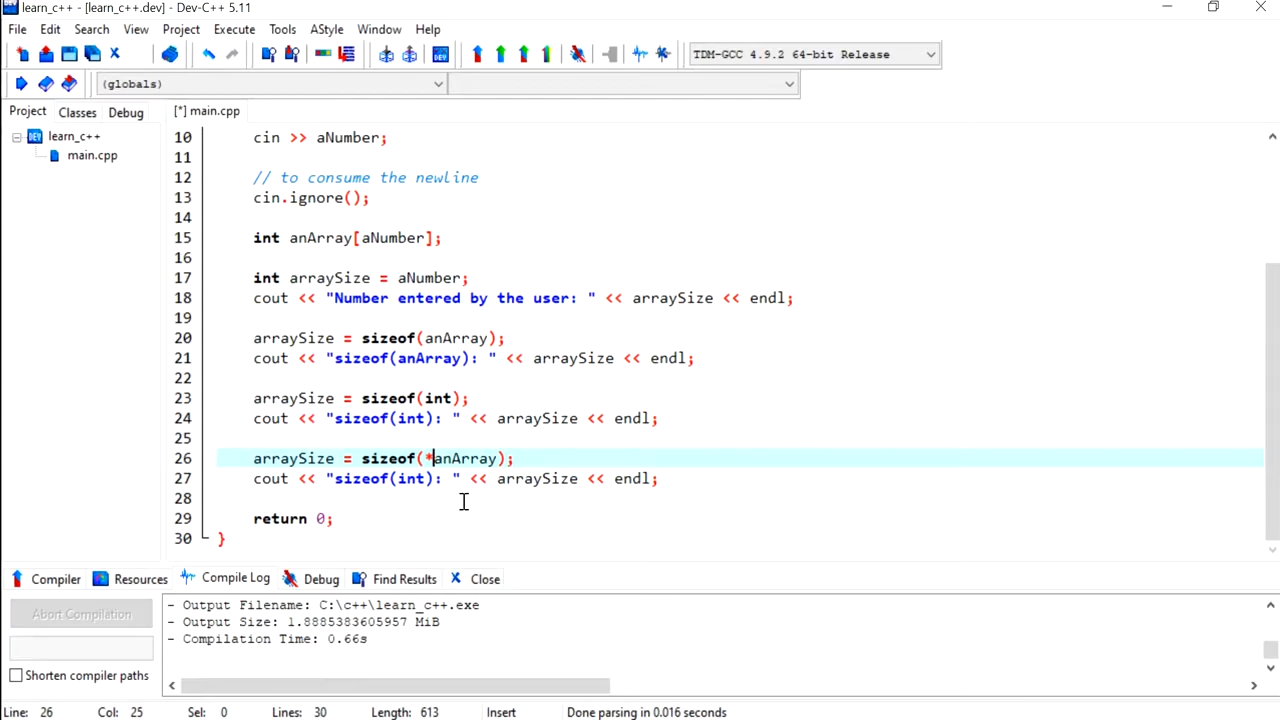 learn_c++ - [learn_c++.dev] - Dev-C++ 5.11
File Edit Search View Project Execute Tools AStyle Window Help
TDM-GCC 4.9.2 64-bit Release
(globals)
Project Classes Debug
[*] main.cpp
learn_c++
main.cpp
10 cin >> aNumber;
11
12 // to consume the newline
13 cin.ignore();
14
15 int anArray[aNumber];
16
17 int arraySize = aNumber;
18 cout << "Number entered by the user: " << arraySize << endl;
19
20 arraySize = sizeof(anArray);
21 cout << "sizeof(anArray): " << arraySize << endl;
22
23 arraySize = sizeof(int);
24 cout << "sizeof(int): " << arraySize << endl;
25
26 arraySize = sizeof(*anArray);
27 cout << "sizeof(int): " << arraySize << endl;
28
29 return 0;
30 }
Compiler Resources Compile Log Debug Find Results Close
Abort Compilation
Shorten compiler paths
- Output Filename: C:\c++\learn_c++.exe
- Output Size: 1.8885383605957 MiB
- Compilation Time: 0.66s
Line: 26 Col: 25 Sel: 0 Lines: 30 Length: 613 Insert Done parsing in 0.016 seconds